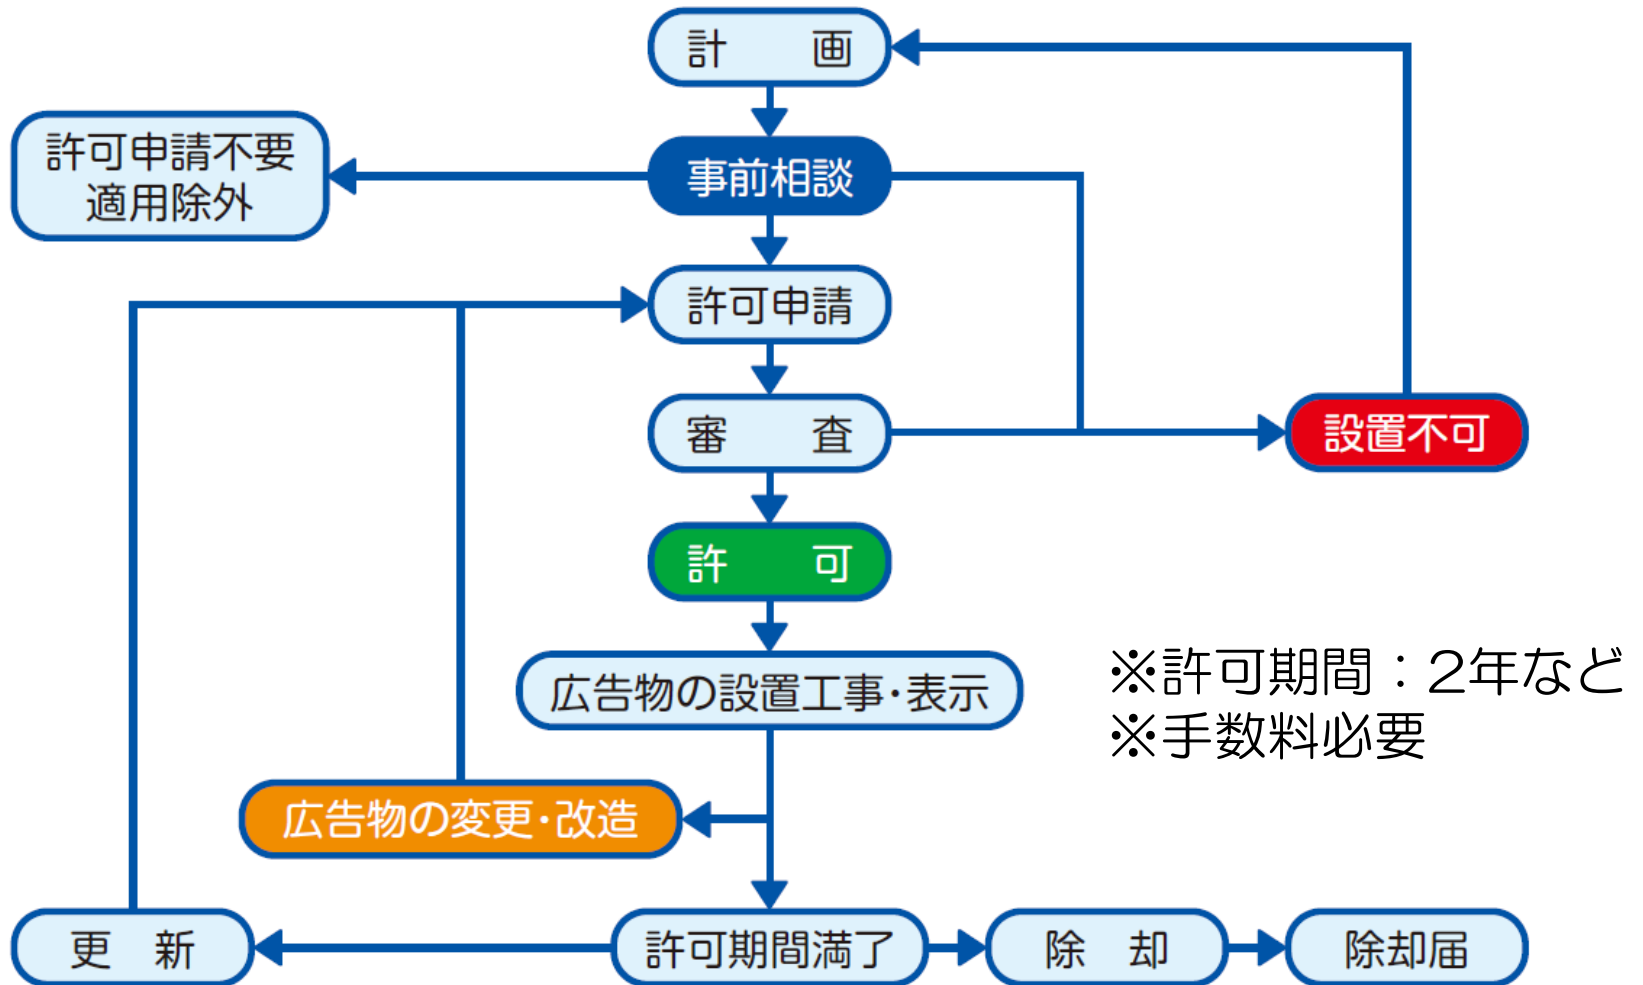 計　画
許可申請不要
適用除外
事前相談
許可申請
審　査
設置不可
許　可
広告物の設置工事・表示
※許可期間：2年など
※手数料必要
広告物の変更・改造
更　新
許可期間満了
除　却
除却届